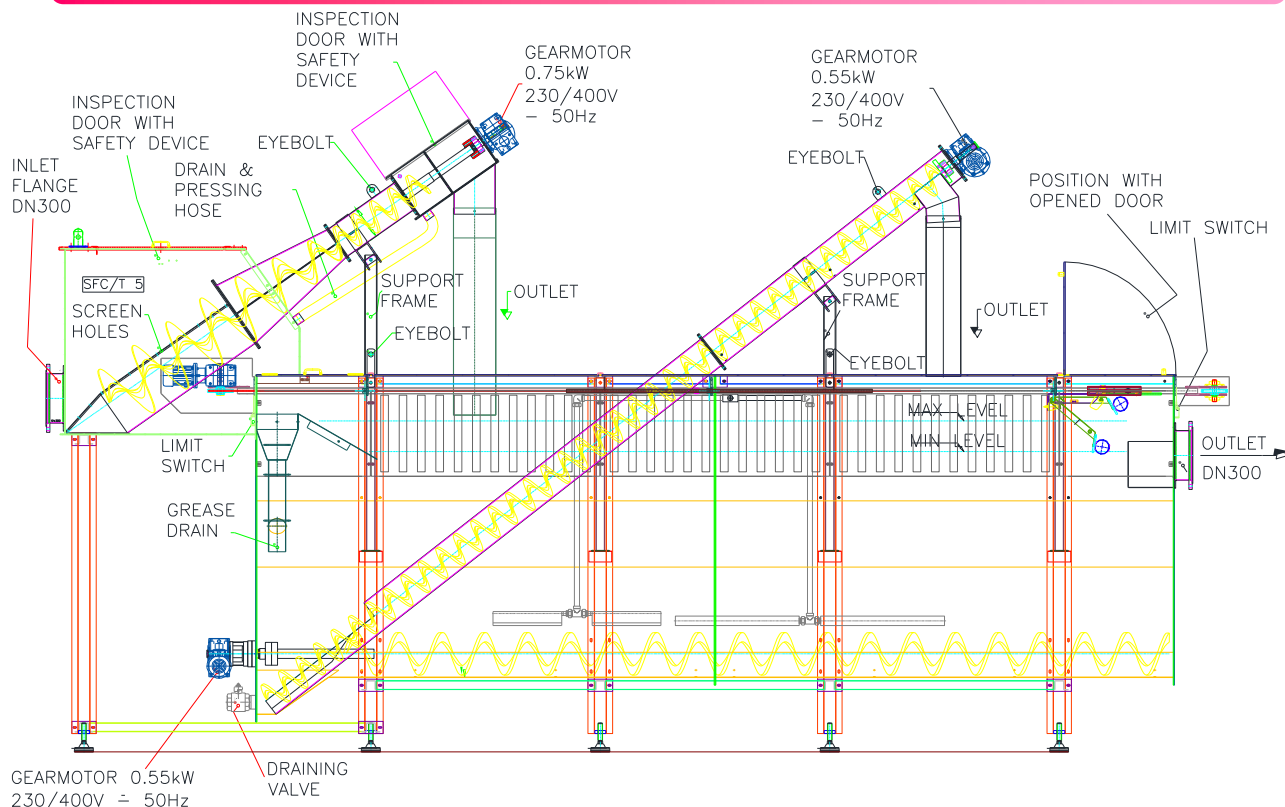 INSPECTION
DOOR WITH
SAFETY
DEVICE
GEARMOTOR
0.75kW
230/400V
– 50Hz
GEARMOTOR
0.55kW
230/400V
– 50Hz
INSPECTION
DOOR WITH
SAFETY DEVICE
EYEBOLT
EYEBOLT
INLET
FLANGE
DN300
DRAIN &
PRESSING
HOSE
POSITION WITH
OPENED DOOR
LIMIT SWITCH
SFC/T 5
SCREEN
HOLES
SUPPORT
FRAME
OUTLET
SUPPORT
FRAME
OUTLET
EYEBOLT
EYEBOLT
MAX LEVEL
MIN LEVEL
LIMIT
SWITCH
OUTLET
DN300
GREASE
DRAIN
GEARMOTOR 0.55kW
230/400V – 50Hz
DRAINING
VALVE